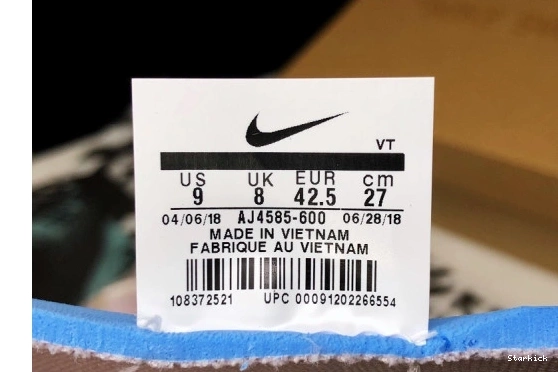 VT
US UK EUR cm
9 8 42.5 27
04/06/18 AJ4585-600 06/28/18
MADE IN VIETNAM
FABRIQUE AU VIETNAM
108372521 UPC 00091202266554
Starkick